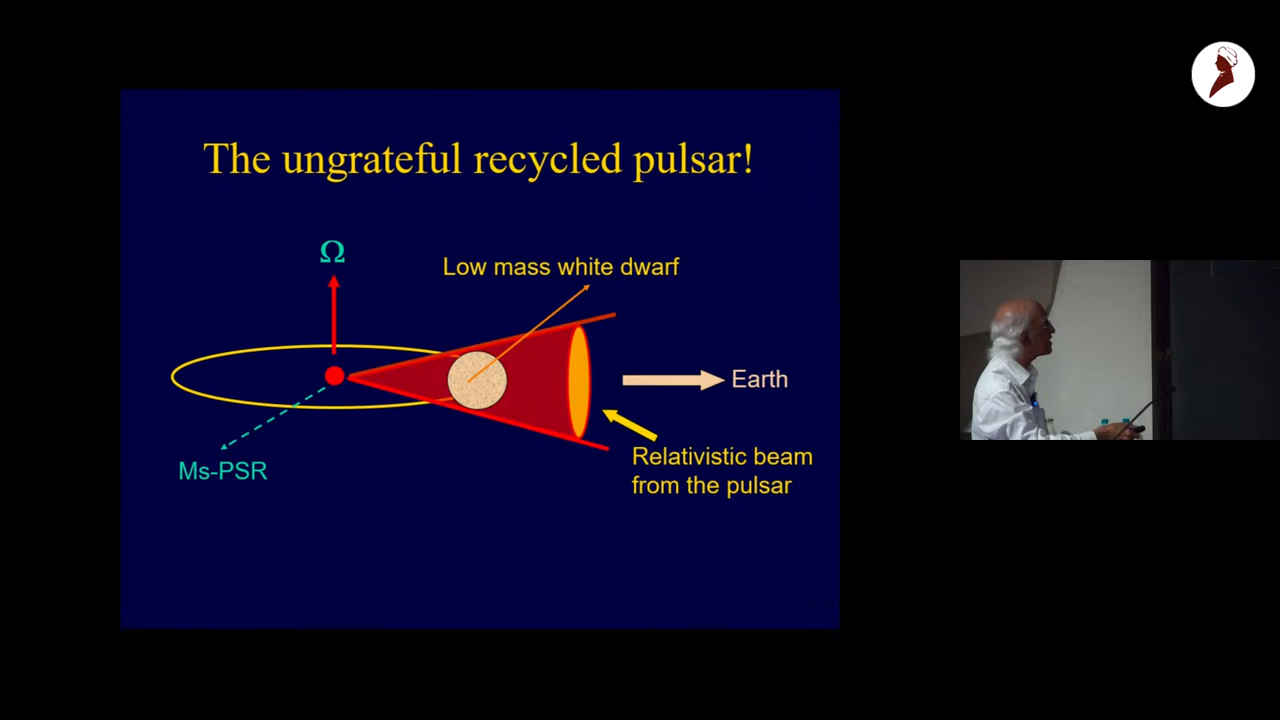 The ungrateful recycled pulsar!
Ω
Low mass white dwarf
Earth
Relativistic beam
from the pulsar
Ms-PSR